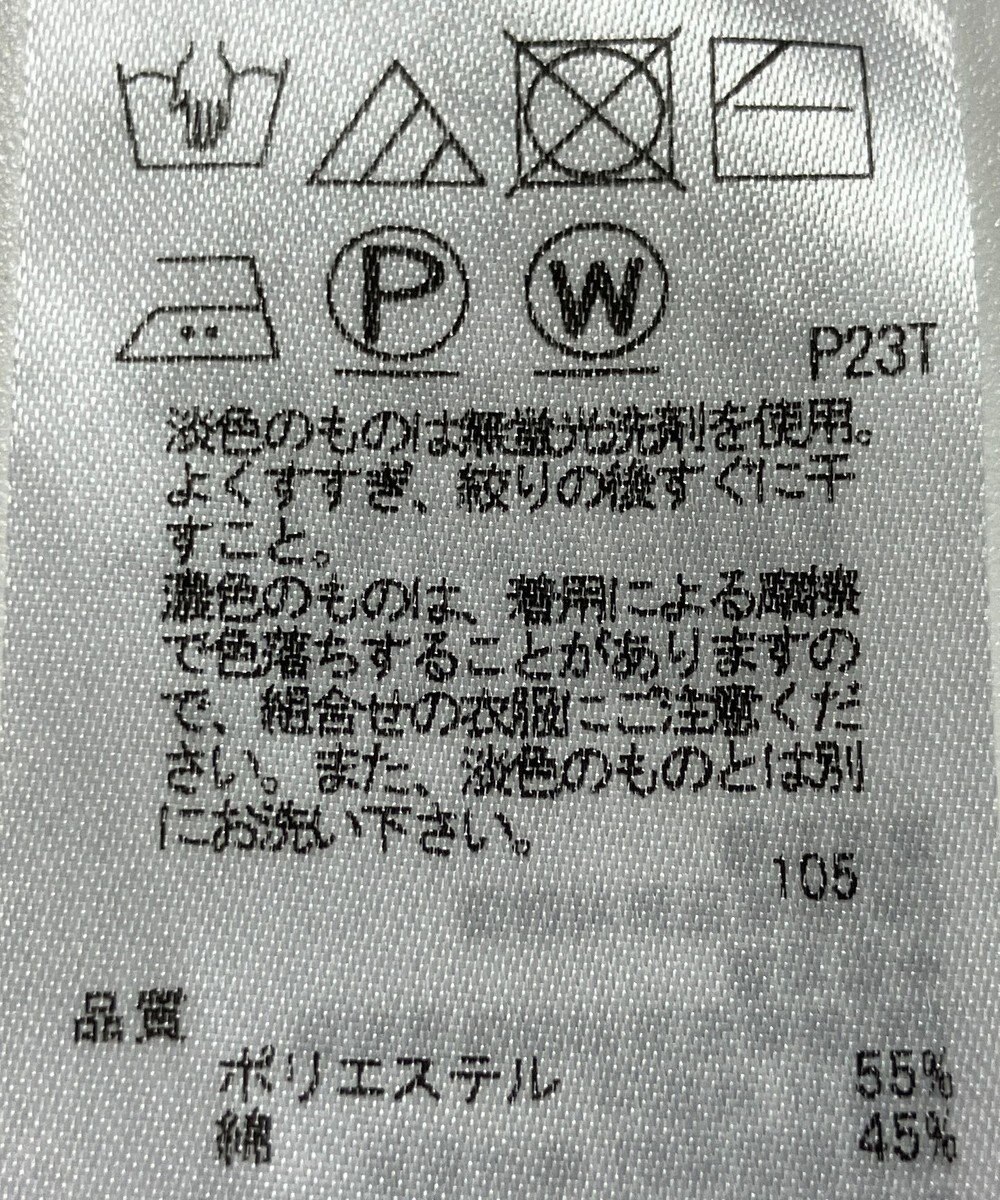 P
W
P23T
淡色のものは無蛍光洗剤を使用。
よくすすぎ、絞りの後すぐに干
すこと。
濃色のものは、着用による摩擦
で色落ちすることがありますの
で、組合せの衣服にご注意くだ
さい。また、淡色のものとは別
にお洗い下さい。
105
品質
ポリエステル 55%
綿 45%